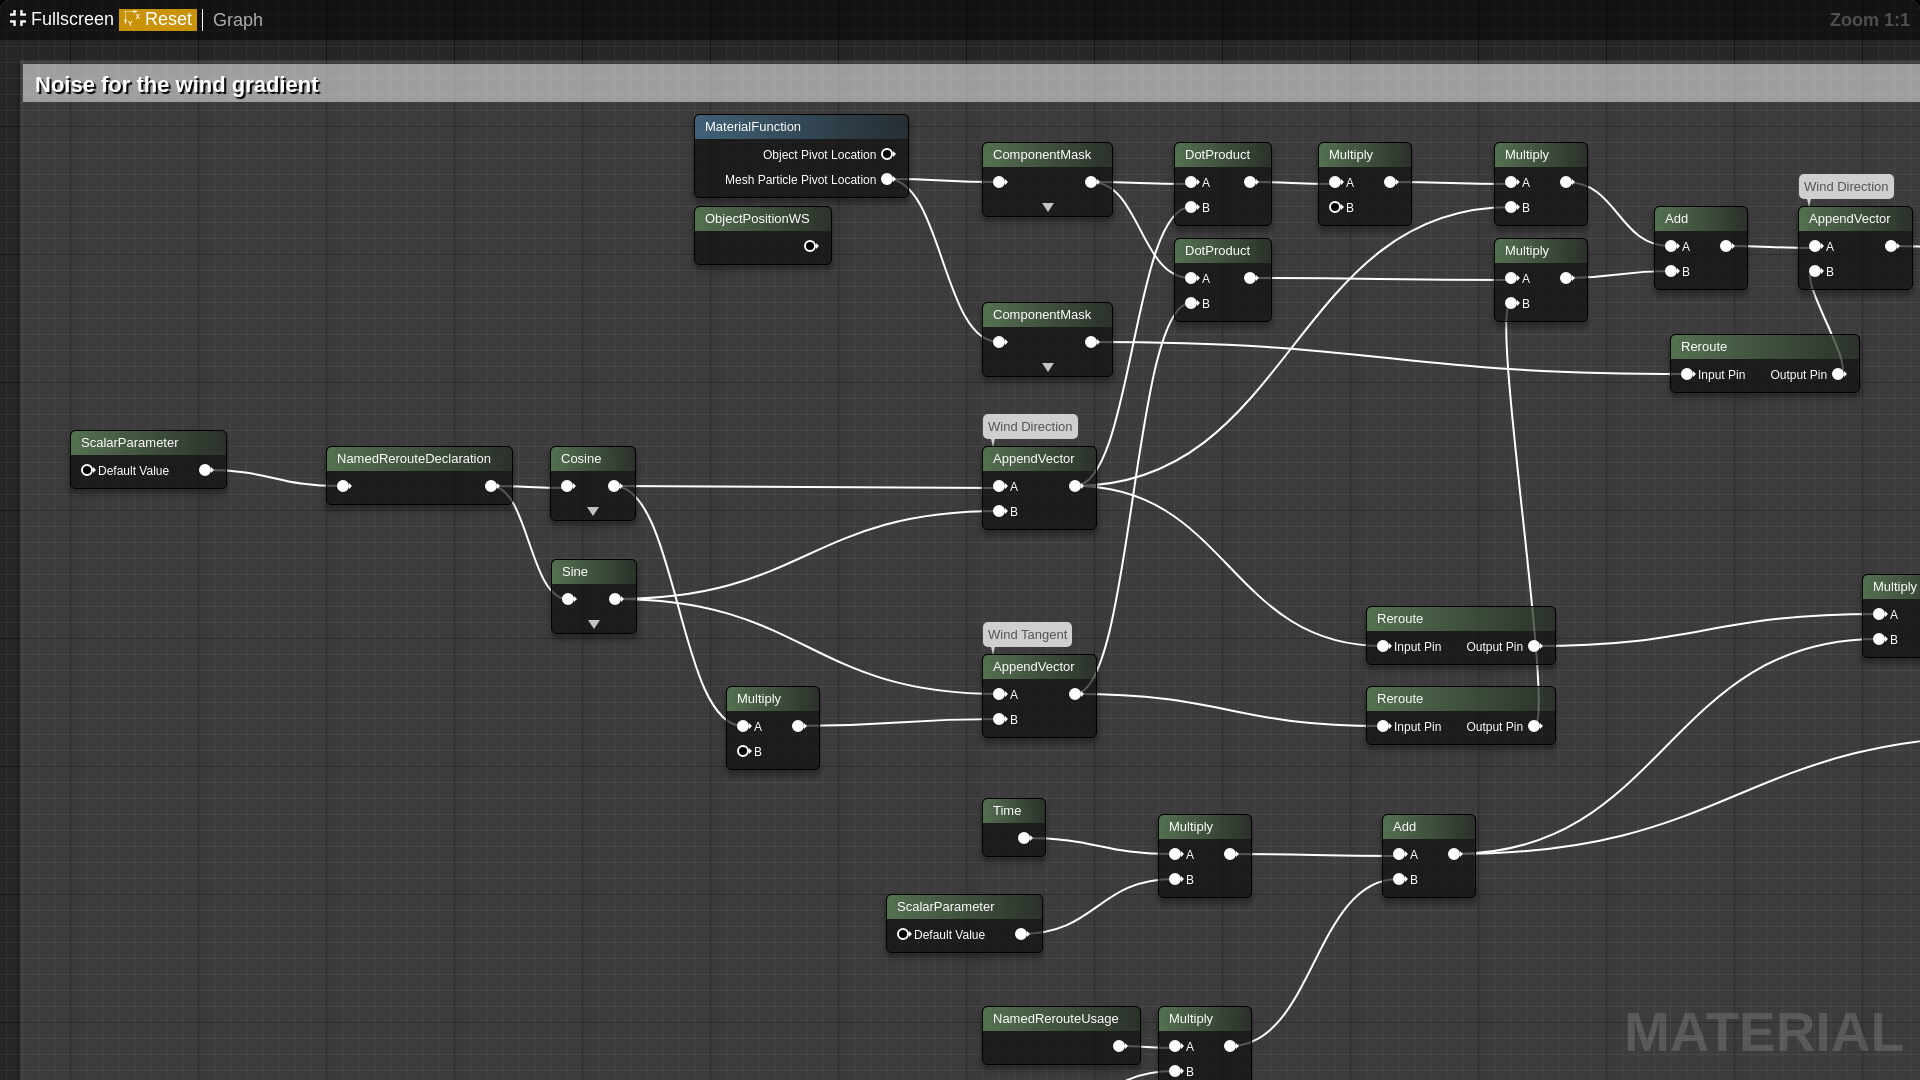 Fullscreen Reset Graph
Zoom 1:1
Noise for the wind gradient
MaterialFunction
Object Pivot Location
Mesh Particle Pivot Location
ObjectPositionWS
ComponentMask
DotProduct
A
B
Multiply
A
B
Multiply
A
B
Wind Direction
Add
A
B
AppendVector
A
B
DotProduct
A
B
Multiply
A
B
ComponentMask
Reroute
Input Pin Output Pin
ScalarParameter
Default Value
NamedRerouteDeclaration
Cosine
Wind Direction
AppendVector
A
B
Sine
Multiply
A
B
Reroute
Input Pin Output Pin
Wind Tangent
AppendVector
A
B
Multiply
A
B
Reroute
Input Pin Output Pin
Time
Multiply
A
B
Add
A
B
ScalarParameter
Default Value
NamedRerouteUsage
Multiply
A
B
MATERIAL